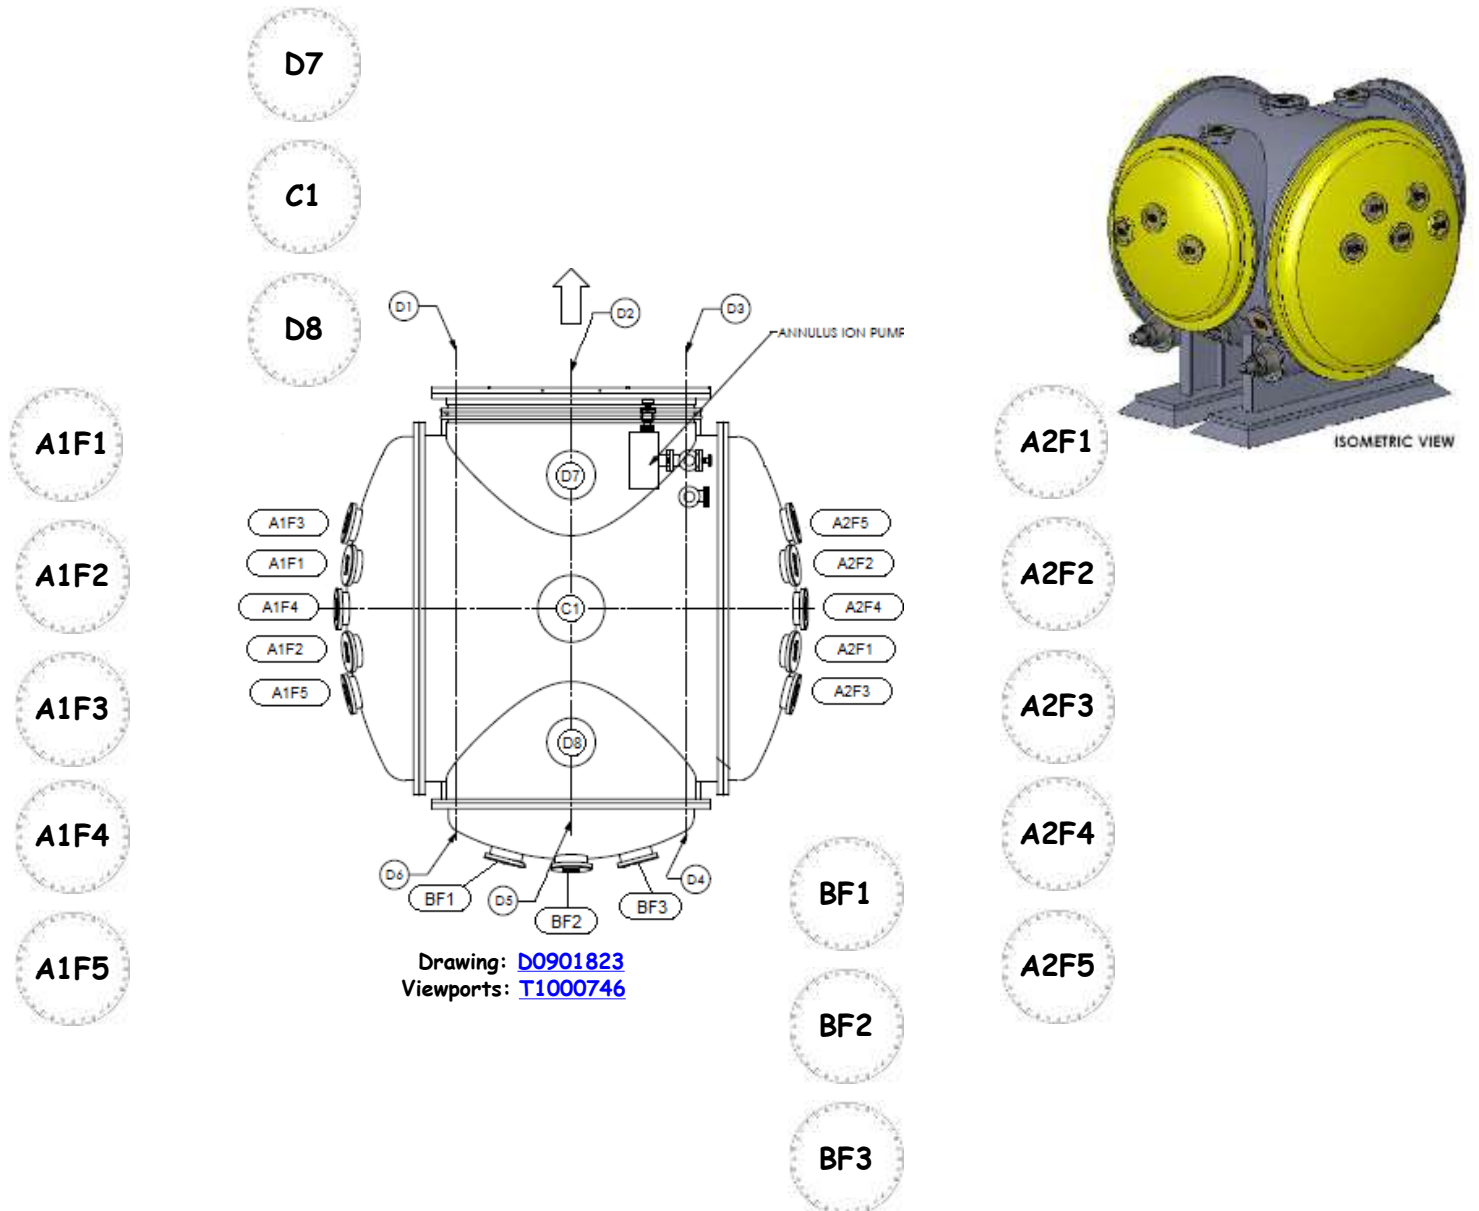 D7
C1
D8
D1
D2
D3
ANNULUS ION PUMP
ISOMETRIC VIEW
A1F1
A1F2
A1F3
A1F4
A1F5
A1F3
A1F1
A1F4
A1F2
A1F5
D7
C1
D8
A2F5
A2F2
A2F4
A2F1
A2F3
D6
BF1
D5
BF2
BF3
D4
Drawing: D0901823
Viewports: T1000746
BF1
BF2
BF3
A2F1
A2F2
A2F3
A2F4
A2F5